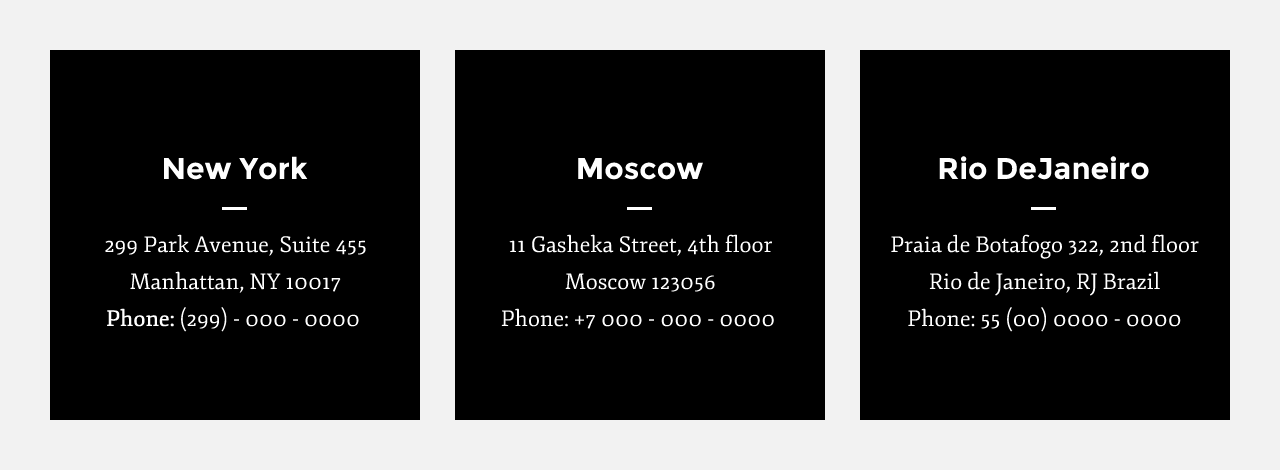 New York
299 Park Avenue, Suite 455
Manhattan, NY 10017
Phone: (299) - 000 - 0000
Moscow
11 Gasheka Street, 4th floor
Moscow 123056
Phone: +7 000 - 000 - 0000
Rio DeJaneiro
Praia de Botafogo 322, 2nd floor
Rio de Janeiro, RJ Brazil
Phone: 55 (00) 0000 - 0000